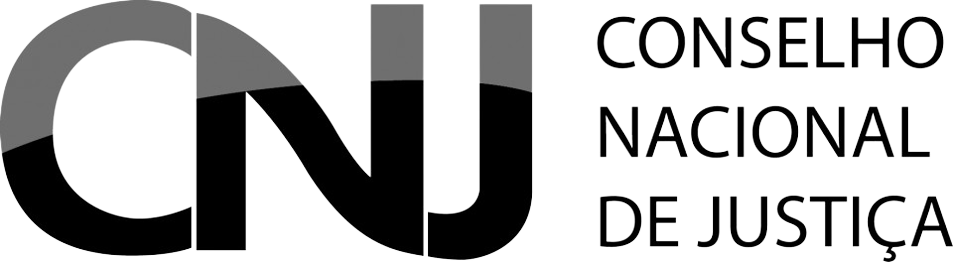 CNJ
CONSELHO
NACIONAL
DE JUSTIÇA